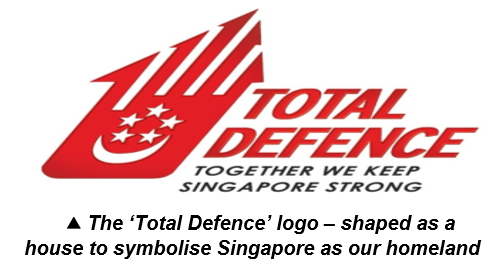 TOTAL
DEFENCE
TOGETHER WE KEEP
SINGAPORE STRONG
▲ The ‘Total Defence’ logo – shaped as a
house to symbolise Singapore as our homeland